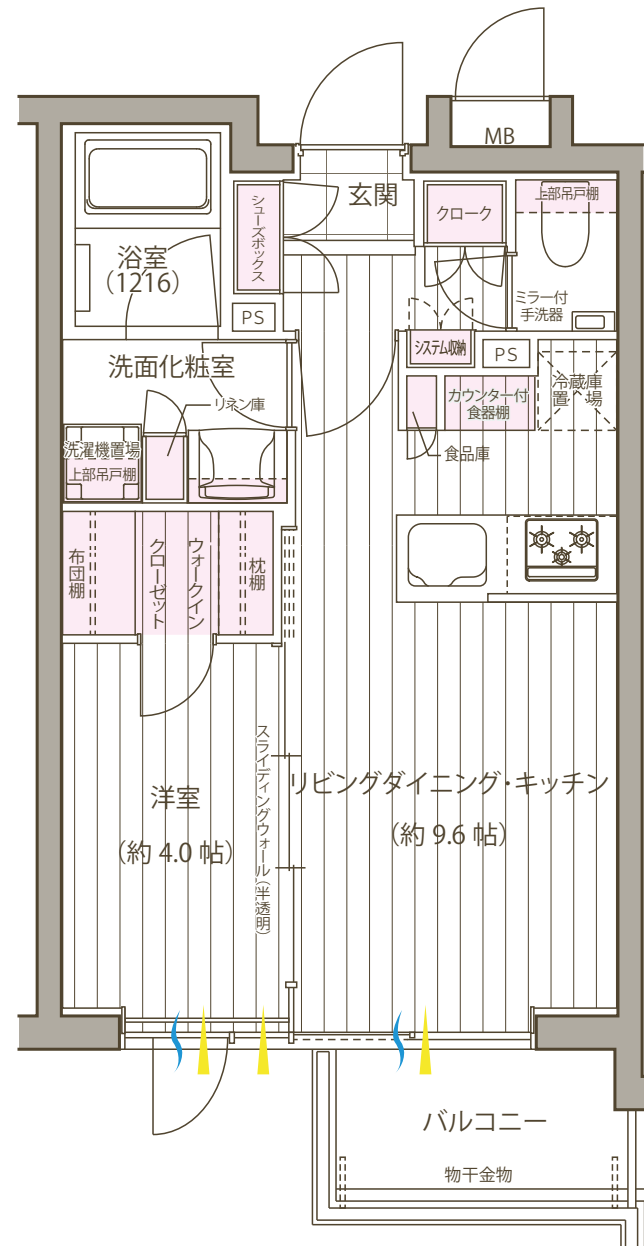 MB
玄関
シューズボックス
クローク
上部吊戸棚
浴室
(1216)
PS
ミラー付
手洗器
システム収納
PS
洗面化粧室
冷蔵庫
置場
カウンター付
食器棚
リネン庫
食品庫
洗濯機置場
上部吊戸棚
布団棚
ウォークイン
クローゼット
枕棚
スライディングウォール(半透明)
洋室
(約 4.0 帖)
リビングダイニング・キッチン
(約 9.6 帖)
バルコニー
物干金物